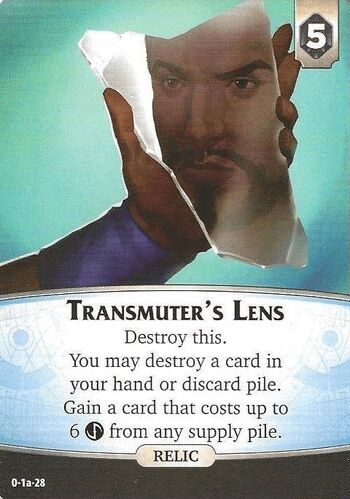 5
TRANSMUTER'S LENS
Destroy this.
You may destroy a card in
your hand or discard pile.
Gain a card that costs up to
6 from any supply pile.
RELIC
0-1a-28